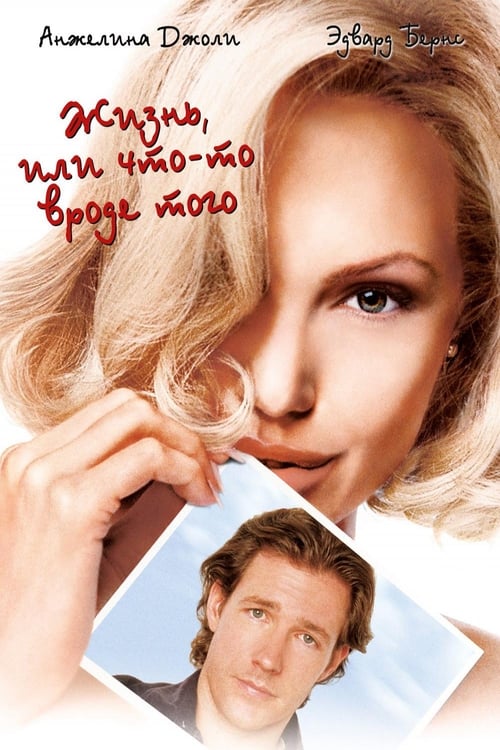 Анжелина Джоли Эдвард Бернс
Жизнь,
или что-то
вроде того